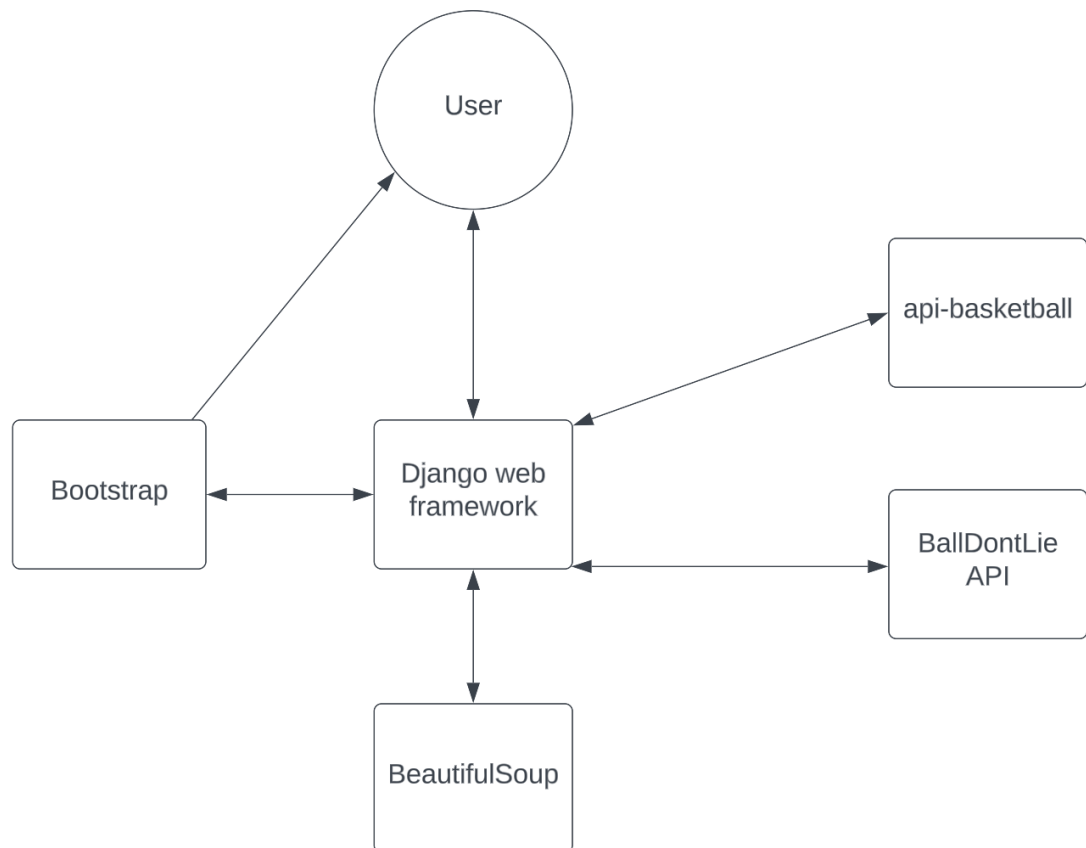 User
api-basketball
Bootstrap
Django web
framework
BallDontLie
API
BeautifulSoup